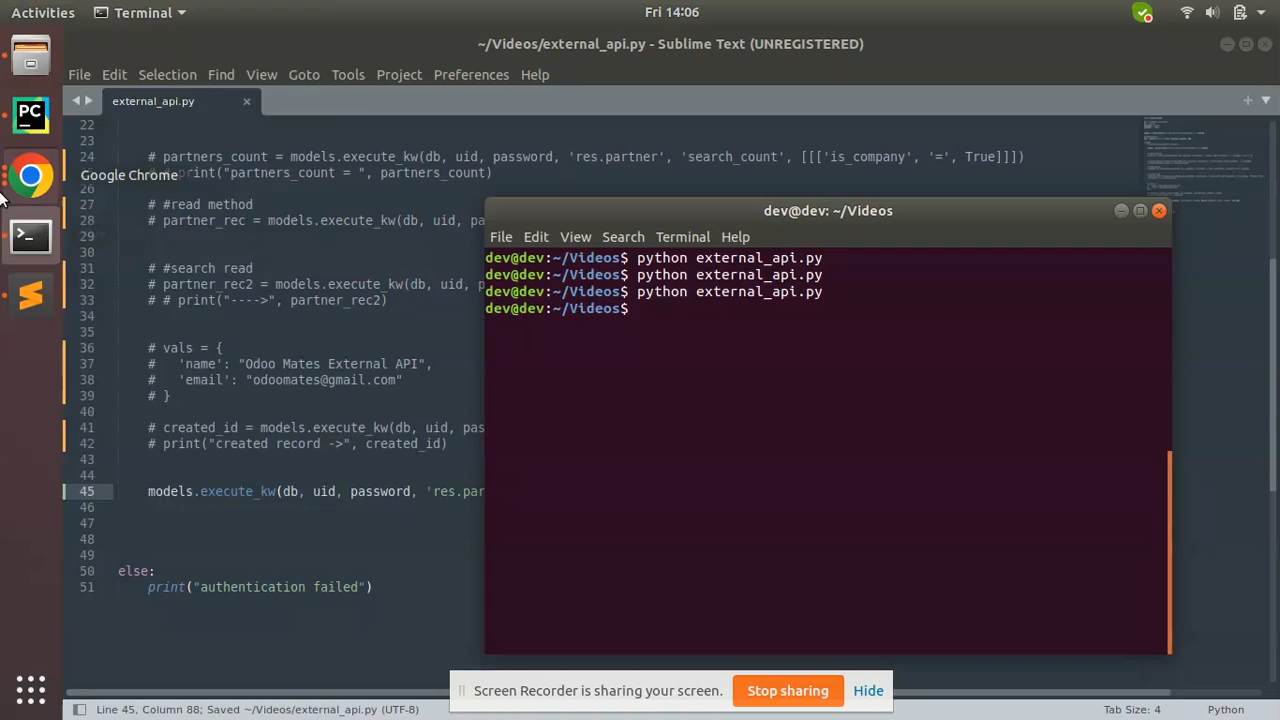 Activities
Terminal
Fri 14:06
~/Videos/external_api.py - Sublime Text (UNREGISTERED)
File Edit Selection Find View Goto Tools Project Preferences Help
external_api.py
22
23
24 # partners_count = models.execute_kw(db, uid, password, 'res.partner', 'search_count', [[['is_company', '=', True]]])
print("partners_count = ", partners_count)
Google Chrome
26
27 # #read method
28 # partner_rec = models.execute_kw(db, uid, pa
29
30
31 # #search read
32 # partner_rec2 = models.execute_kw(db, uid, p
33 # # print("---->", partner_rec2)
34
35
36 # vals = {
37 # 'name': "Odoo Mates External API",
38 # 'email': "odoomates@gmail.com"
39 # }
40
41 # created_id = models.execute_kw(db, uid, pas
42 # print("created record ->", created_id)
43
44
45 models.execute_kw(db, uid, password, 'res.par
46
47
48
49
50 else:
51 print("authentication failed")
dev@dev: ~/Videos
File Edit View Search Terminal Help
dev@dev:~/Videos$ python external_api.py
dev@dev:~/Videos$ python external_api.py
dev@dev:~/Videos$ python external_api.py
dev@dev:~/Videos$
PC
Screen Recorder is sharing your screen.
Stop sharing
Hide
Line 45, Column 88; Saved ~/Videos/external_api.py (UTF-8)
Tab Size: 4
Python